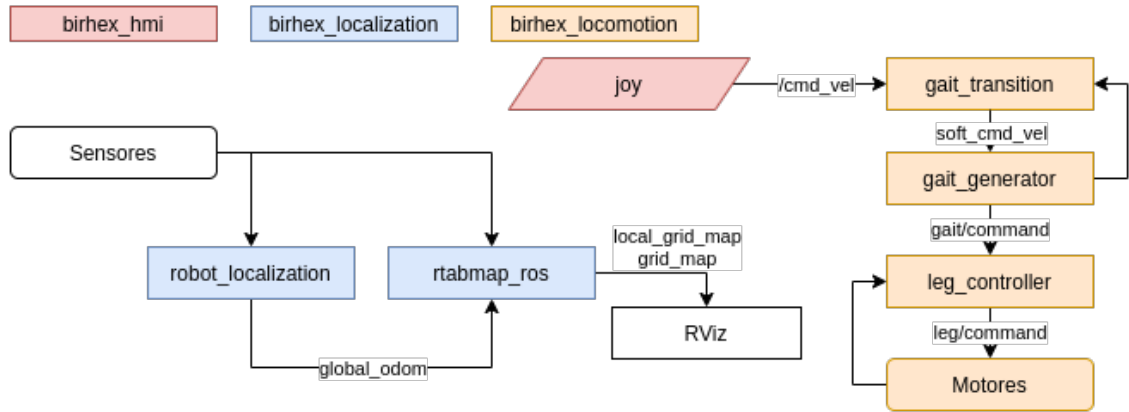 birhex_hmi
birhex_localization
birhex_locomotion
joy
/cmd_vel
gait_transition
soft_cmd_vel
Sensores
gait_generator
gait/command
local_grid_map
grid_map
robot_localization
rtabmap_ros
leg_controller
leg/command
RViz
global_odom
Motores